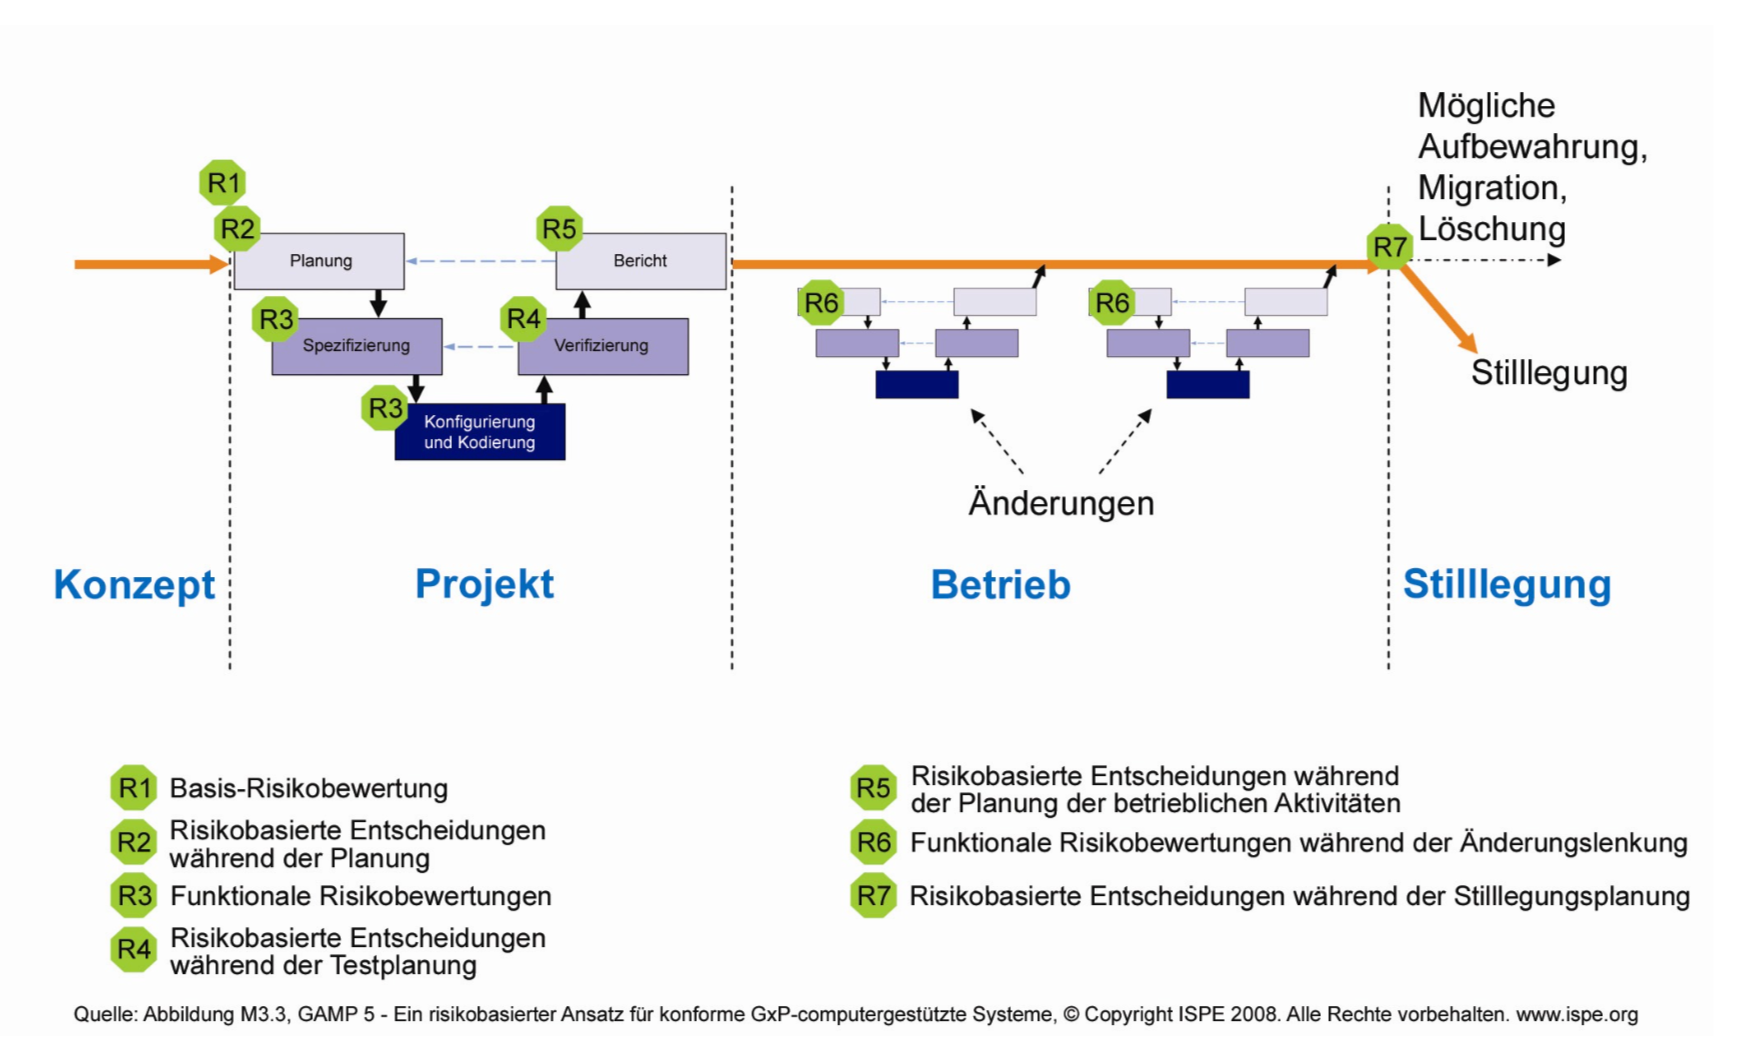 Mögliche
Aufbewahrung,
Migration,
Löschung
R1
R2
R5
R7
Planung
Bericht
R6
R6
R3
R4
Spezifizierung
Verifizierung
Stilllegung
R3
Konfigurierung
und Kodierung
Änderungen
Konzept
Projekt
Betrieb
Stilllegung
R1 Basis-Risikobewertung
R2 Risikobasierte Entscheidungen
während der Planung
R3 Funktionale Risikobewertungen
R4 Risikobasierte Entscheidungen
während der Testplanung
R5 Risikobasierte Entscheidungen während
der Planung der betrieblichen Aktivitäten
R6 Funktionale Risikobewertungen während der Änderungslenkung
R7 Risikobasierte Entscheidungen während der Stilllegungsplanung
Quelle: Abbildung M3.3, GAMP 5 - Ein risikobasierter Ansatz für konforme GxP-computergestützte Systeme, © Copyright ISPE 2008. Alle Rechte vorbehalten. www.ispe.org